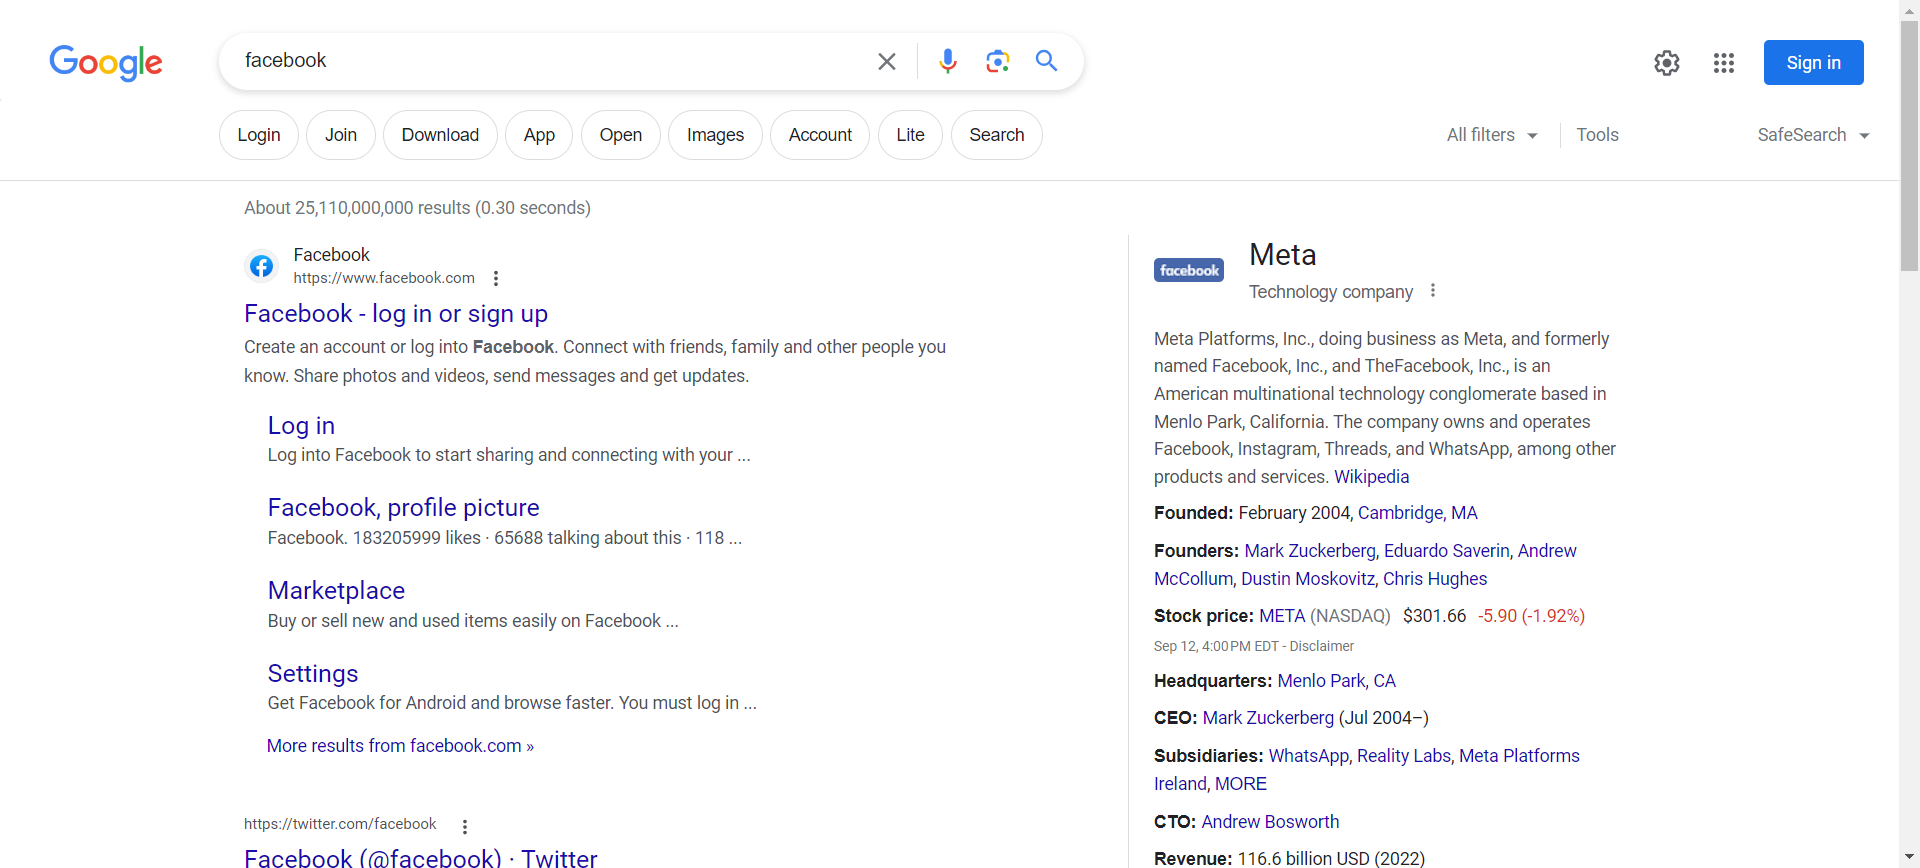 Google
facebook
Sign in
Login Join Download App Open Images Account Lite Search
All filters Tools SafeSearch
About 25,110,000,000 results (0.30 seconds)
Facebook
https://www.facebook.com
Facebook - log in or sign up
Create an account or log into Facebook. Connect with friends, family and other people you
know. Share photos and videos, send messages and get updates.
Log in
Log into Facebook to start sharing and connecting with your ...
Facebook, profile picture
Facebook. 183205999 likes · 65688 talking about this · 118 ...
Marketplace
Buy or sell new and used items easily on Facebook ...
Settings
Get Facebook for Android and browse faster. You must log in ...
More results from facebook.com »
https://twitter.com/facebook
Facebook (@facebook) · Twitter
facebook
Meta
Technology company
Meta Platforms, Inc., doing business as Meta, and formerly
named Facebook, Inc., and TheFacebook, Inc., is an
American multinational technology conglomerate based in
Menlo Park, California. The company owns and operates
Facebook, Instagram, Threads, and WhatsApp, among other
products and services. Wikipedia
Founded: February 2004, Cambridge, MA
Founders: Mark Zuckerberg, Eduardo Saverin, Andrew
McCollum, Dustin Moskovitz, Chris Hughes
Stock price: META (NASDAQ) $301.66 -5.90 (-1.92%)
Sep 12, 4:00 PM EDT - Disclaimer
Headquarters: Menlo Park, CA
CEO: Mark Zuckerberg (Jul 2004–)
Subsidiaries: WhatsApp, Reality Labs, Meta Platforms
Ireland, MORE
CTO: Andrew Bosworth
Revenue: 116.6 billion USD (2022)